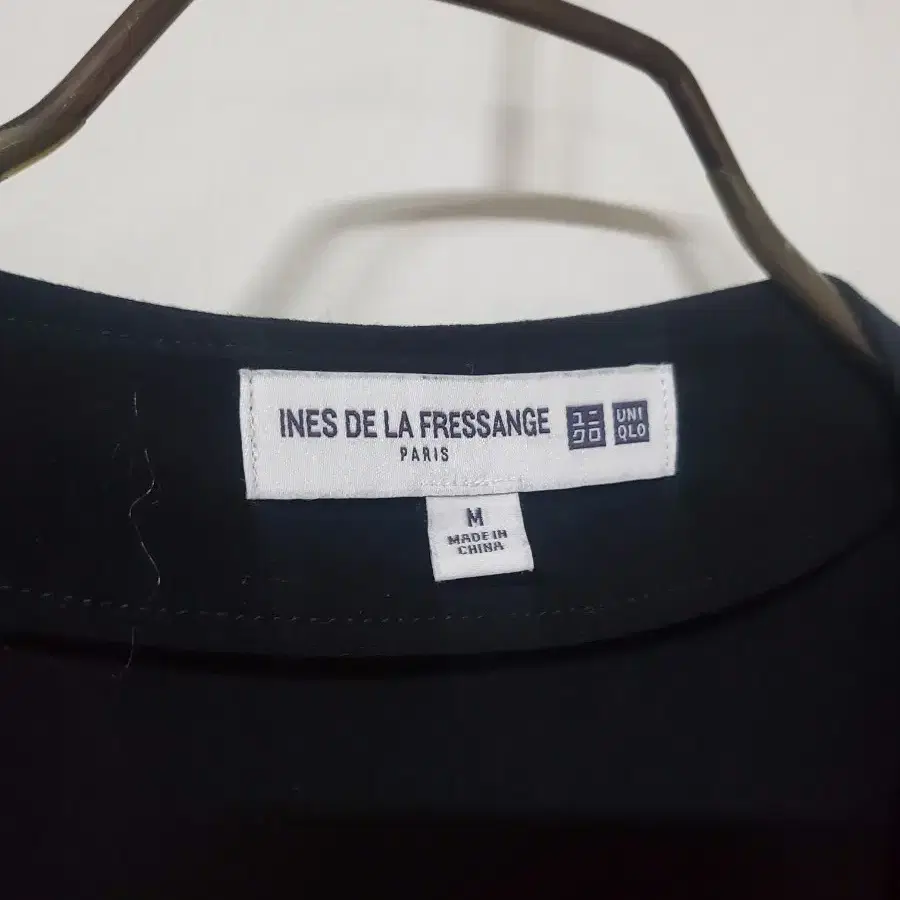 INES DE LA FRESSANGE
PARIS
ユニ
クロ
UNI
QLO
M
MADE IN
CHINA